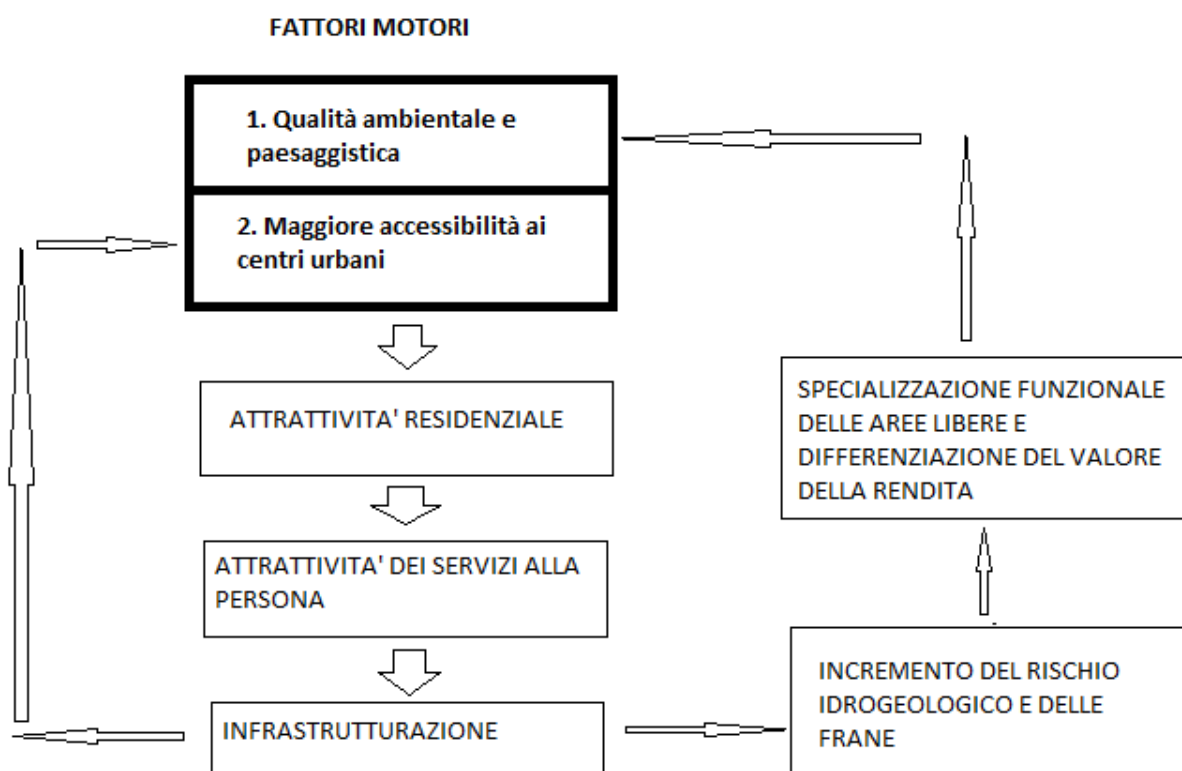 FATTORI MOTORI
1. Qualità ambientale e
paesaggistica
2. Maggiore accessibilità ai
centri urbani
ATTRATTIVITA' RESIDENZIALE
ATTRATTIVITA' DEI SERVIZI ALLA
PERSONA
INFRASTRUTTURAZIONE
INCREMENTO DEL RISCHIO
IDROGEOLOGICO E DELLE
FRANE
SPECIALIZZAZIONE FUNZIONALE
DELLE AREE LIBERE E
DIFFERENZIAZIONE DEL VALORE
DELLA RENDITA